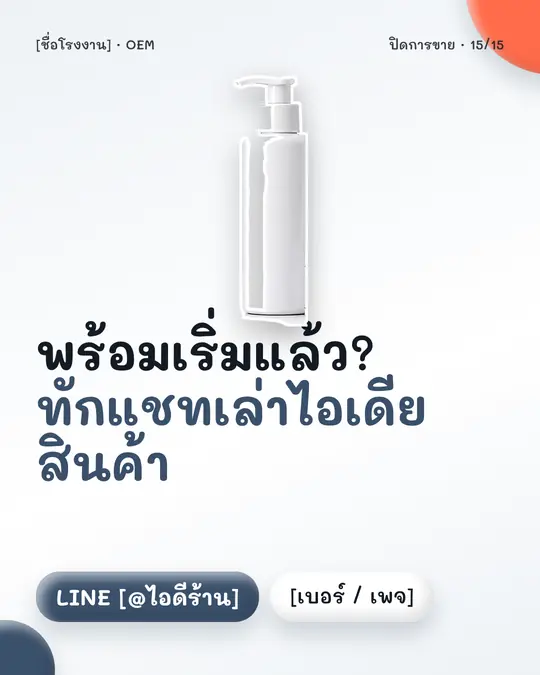 [ชื่อโรงงาน] · OEM
ปิดการขาย · 15/15
พร้อมเริ่มแล้ว?
ทักแชทเล่าไอเดีย
สินค้า
LINE [@ไอดีร้าน]
[เบอร์ / เพจ]